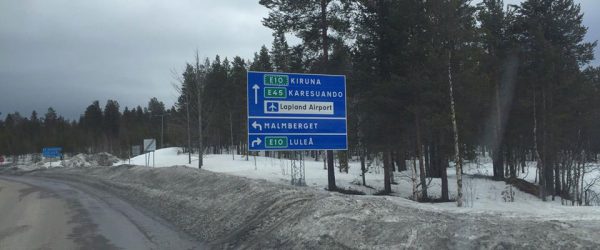 E10 KIRUNA
E45 KARESUANDO
Lapland Airport
MALMBERGET
E10 LULEÅ